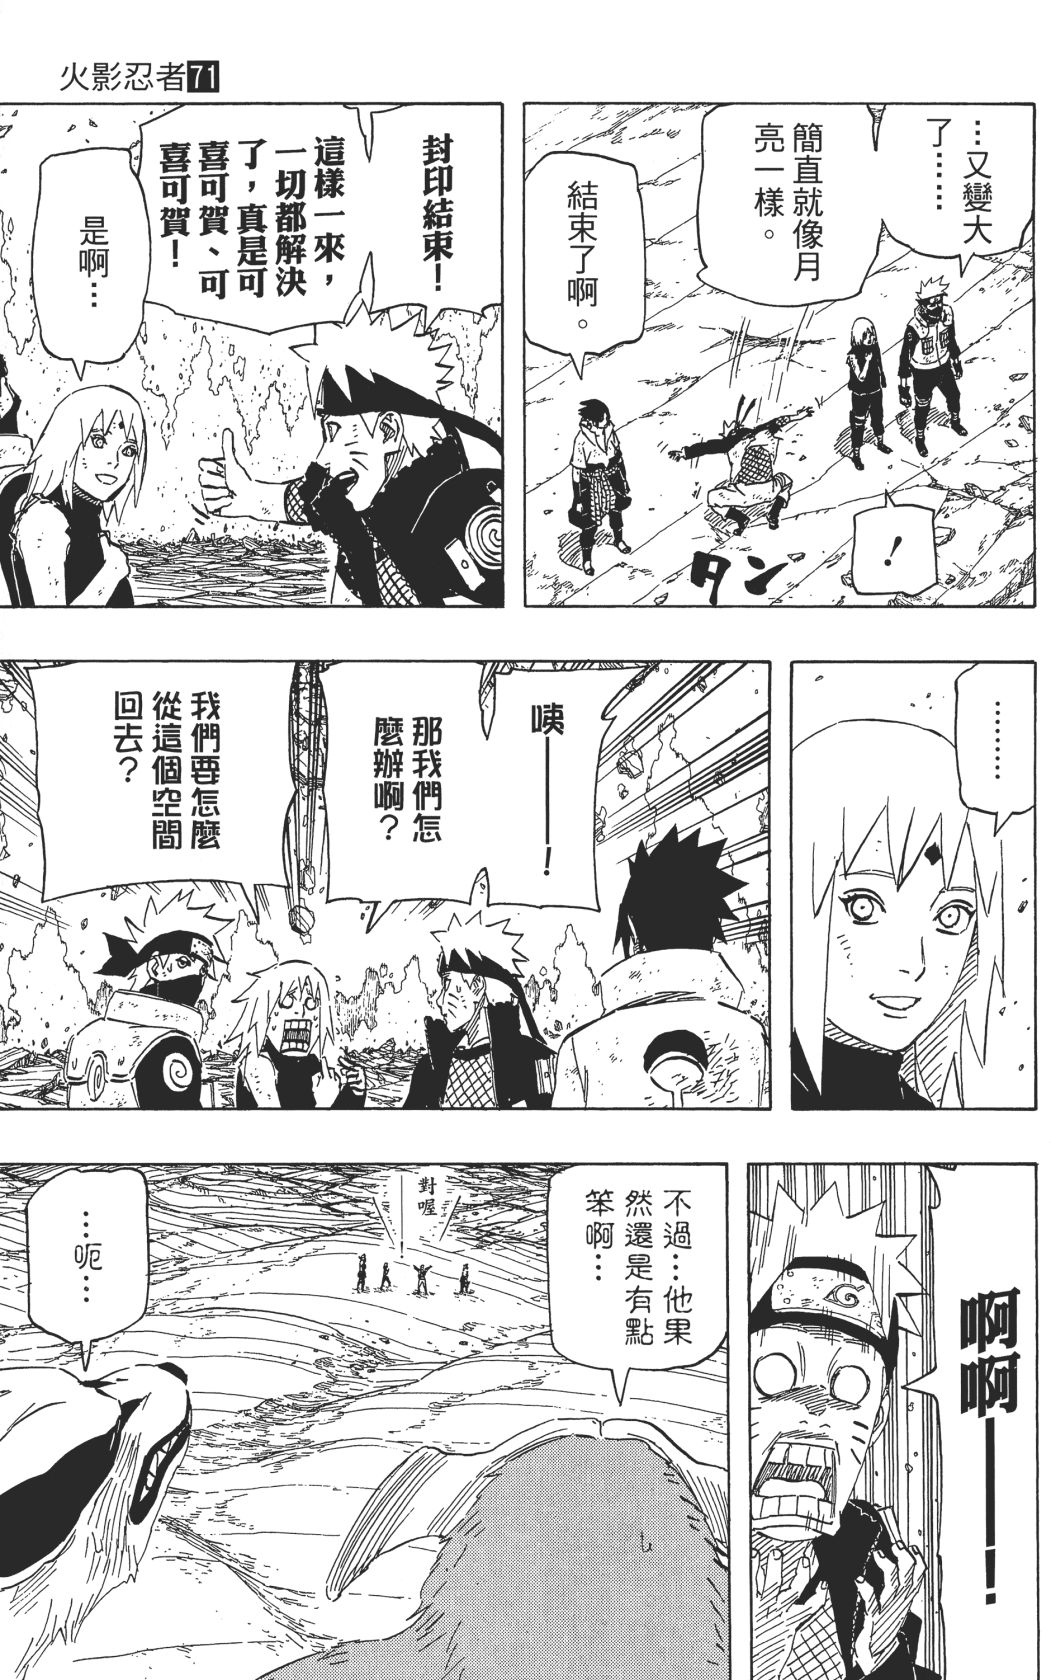 火影忍者71
…又變大
了……
簡直就像月
亮一樣。
結束了啊。
！
タン
封印結束！
這樣一來，
一切都解決
了，真是可
喜可賀、可
喜可賀！
是啊…
………
咦——！
那我們怎
麼辦啊？
我們要怎麼
從這個空間
回去？
啊啊——！
不過…他果
然還是有點
笨啊…
對喔
！
…呃…